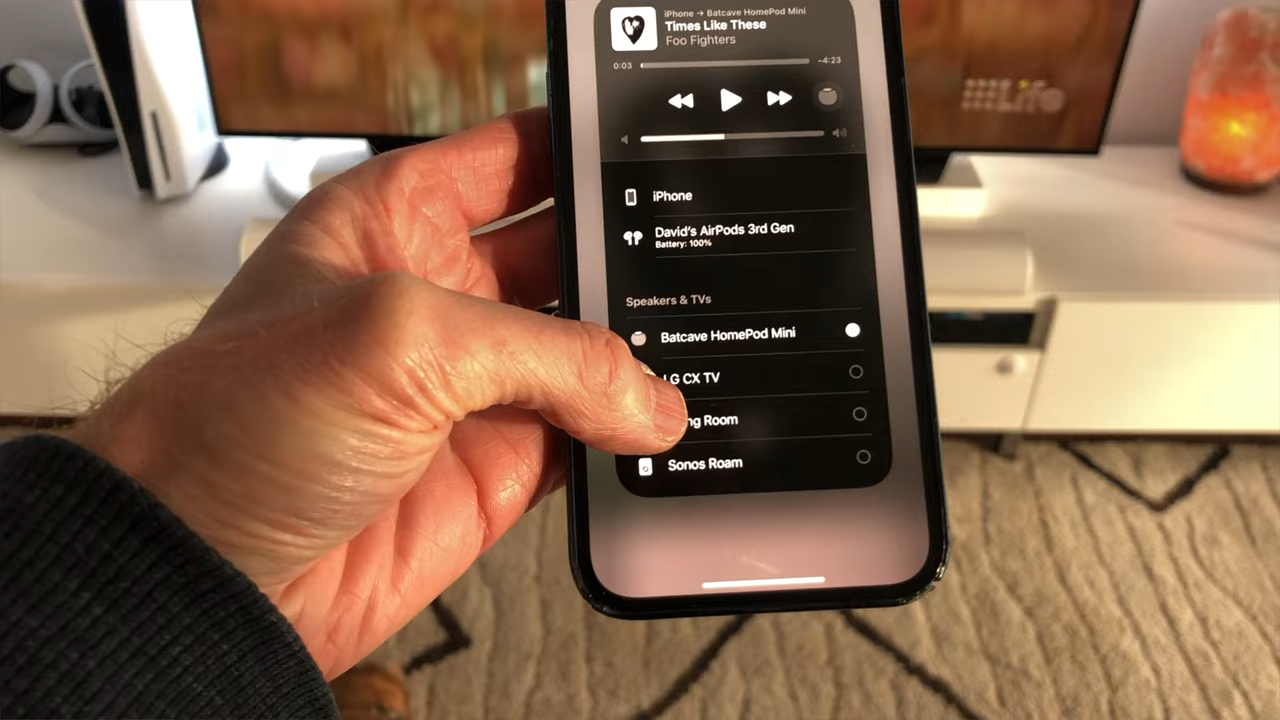 iPhone → Batcave HomePod Mini
Times Like These
Foo Fighters
0:03
-4:23
iPhone
David's AirPods 3rd Gen
Battery: 100%
Speakers & TVs
Batcave HomePod Mini
LG CX TV
Room
Sonos Roam
Life